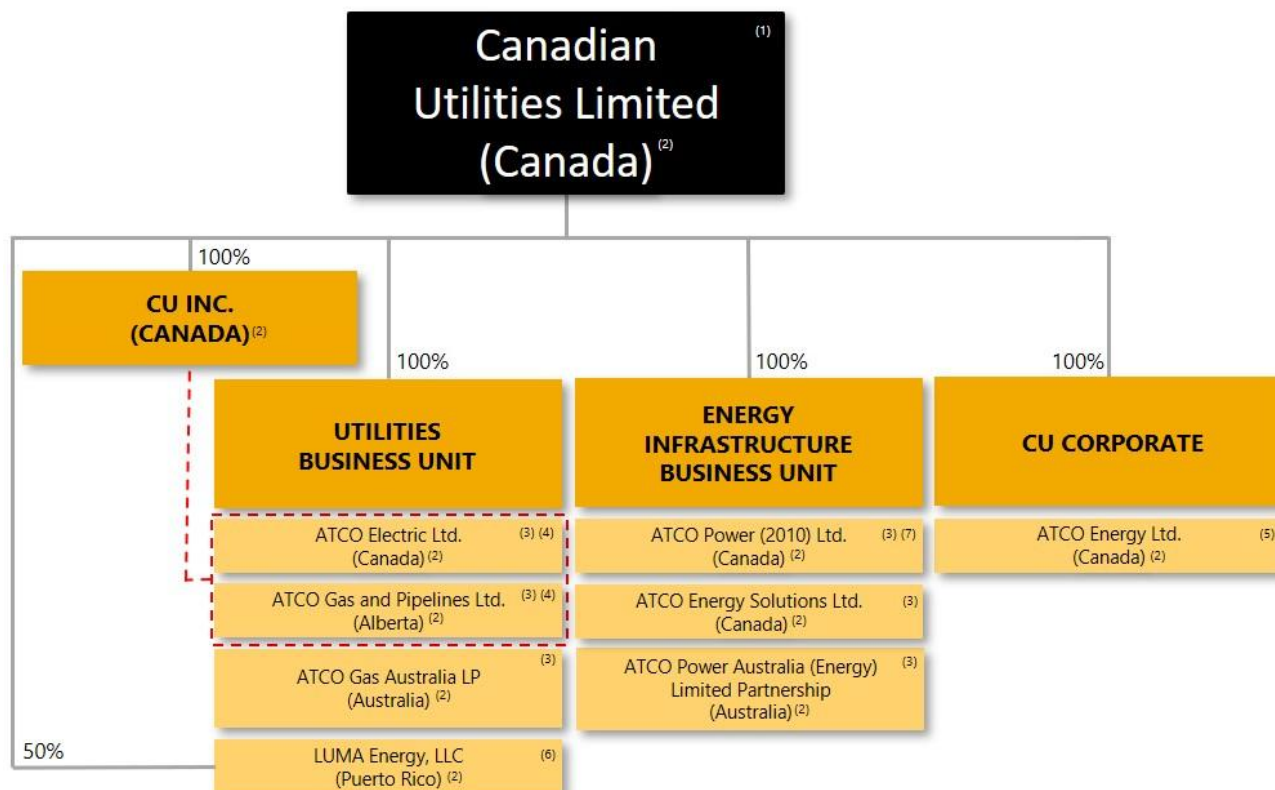 Canadian (1)
Utilities Limited
(Canada) (2)
100%
CU INC.
(CANADA) (2)
100%
100%
100%
UTILITIES
BUSINESS UNIT
ENERGY
INFRASTRUCTURE
BUSINESS UNIT
CU CORPORATE
ATCO Electric Ltd. (3) (4)
(Canada) (2)
ATCO Gas and Pipelines Ltd. (3) (4)
(Alberta) (2)
ATCO Gas Australia LP (3)
(Australia) (2)
50%
LUMA Energy, LLC (6)
(Puerto Rico) (2)
ATCO Power (2010) Ltd. (3) (7)
(Canada) (2)
ATCO Energy Solutions Ltd. (3)
(Canada) (2)
ATCO Power Australia (Energy) (3)
Limited Partnership
(Australia) (2)
ATCO Energy Ltd. (5)
(Canada) (2)